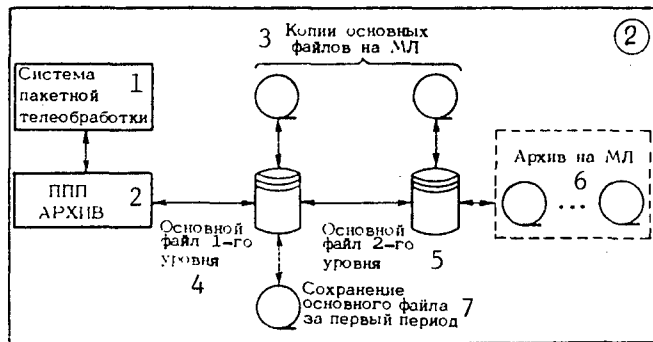 3 Копии основных
файлов на МЛ
2
Система 1
пакетной
телеобработки
ППП 2
АРХИВ
Основной
файл 1-го
уровня
4
Основной
файл 2-го
уровня
5
Архив на МЛ
6
...
Сохранение
основного файла 7
за первый период